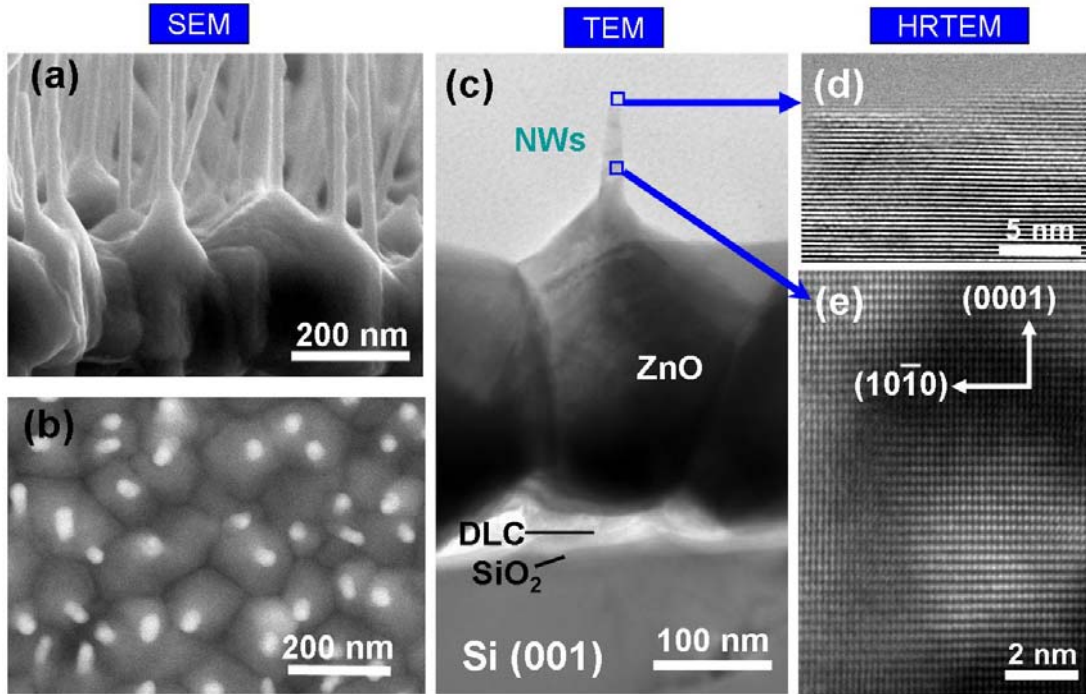 SEM
TEM
HRTEM
(a)
200 nm
(b)
200 nm
(c)
NWs
ZnO
DLC
SiO₂
Si (001)
100 nm
(d)
5 nm
(e)
(0001)
(101̄0)
2 nm